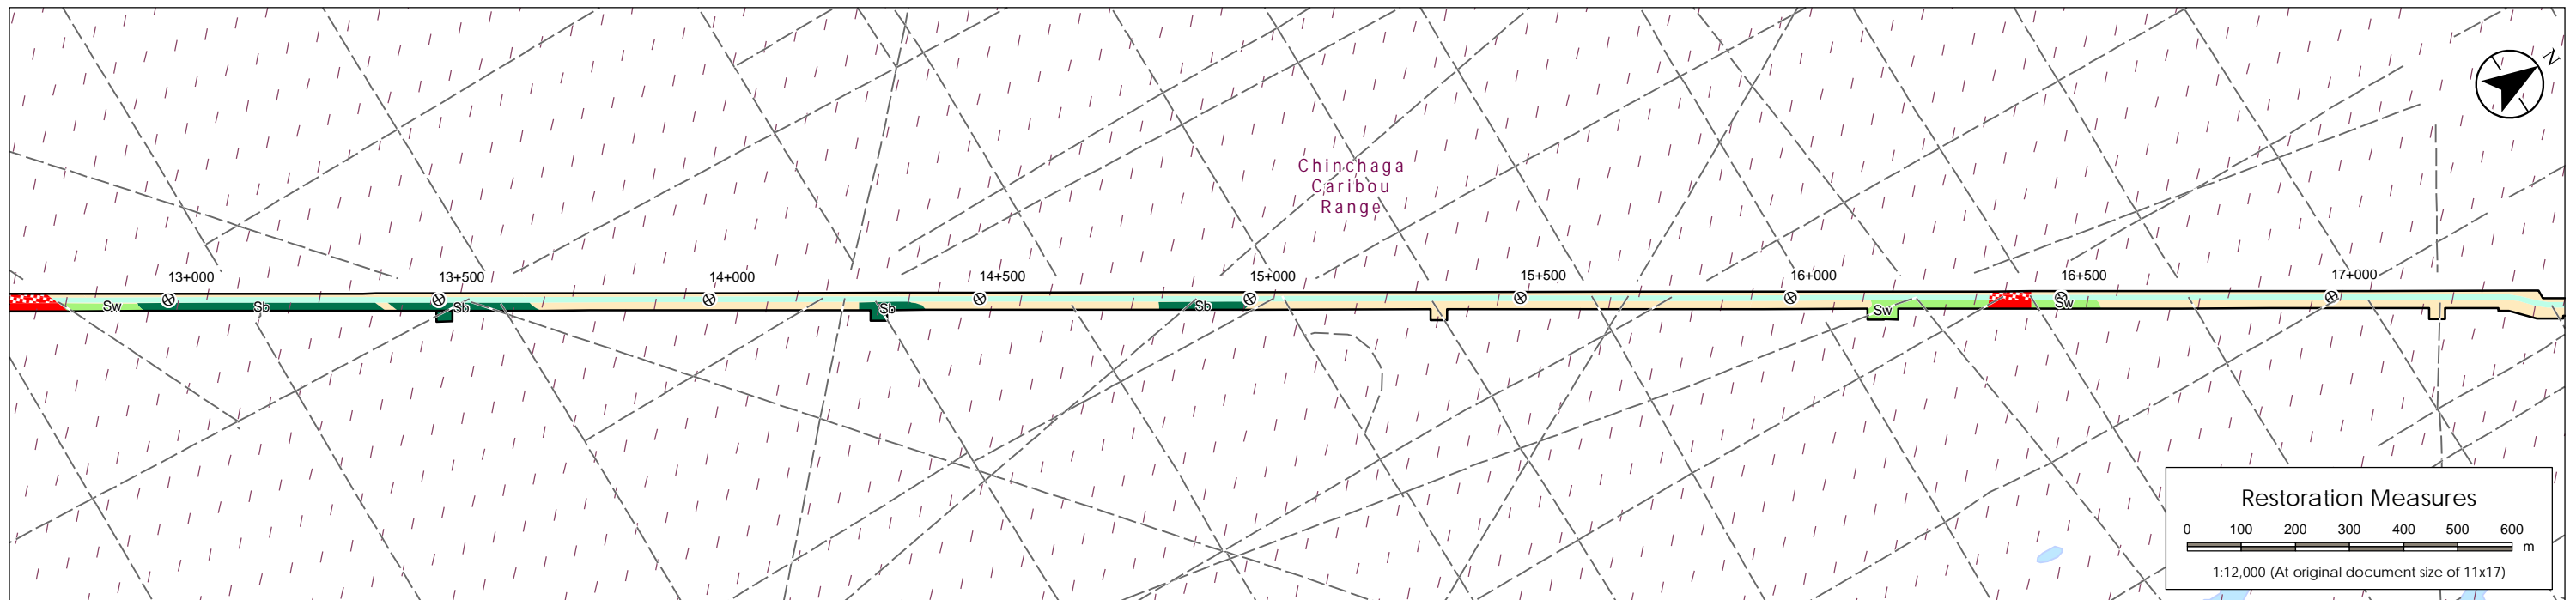 N
Chinchaga
Caribou
Range
13+000
13+500
14+000
14+500
15+000
15+500
16+000
16+500
17+000
Sw
Sb
Sb
Sb
Sb
Sw
Sw
Restoration Measures
0 100 200 300 400 500 600
m
1:12,000 (At original document size of 11x17)